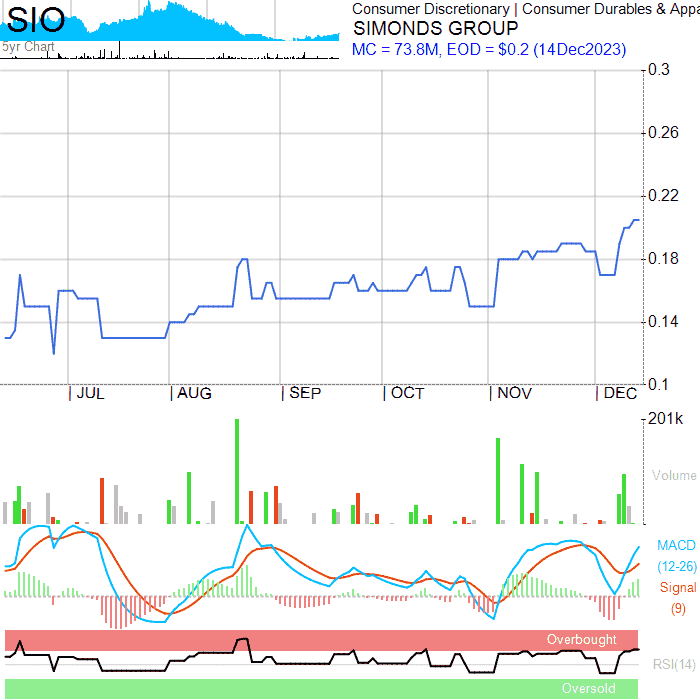 SIO
5yr Chart
Consumer Discretionary | Consumer Durables & Appa
SIMONDS GROUP
MC = 73.8M, EOD = $0.2 (14Dec2023)
0.3
0.26
0.22
0.18
0.14
0.1
JUL AUG SEP OCT NOV DEC
201k
Volume
MACD
(12-26)
Signal
(9)
Overbought
RSI(14)
Oversold